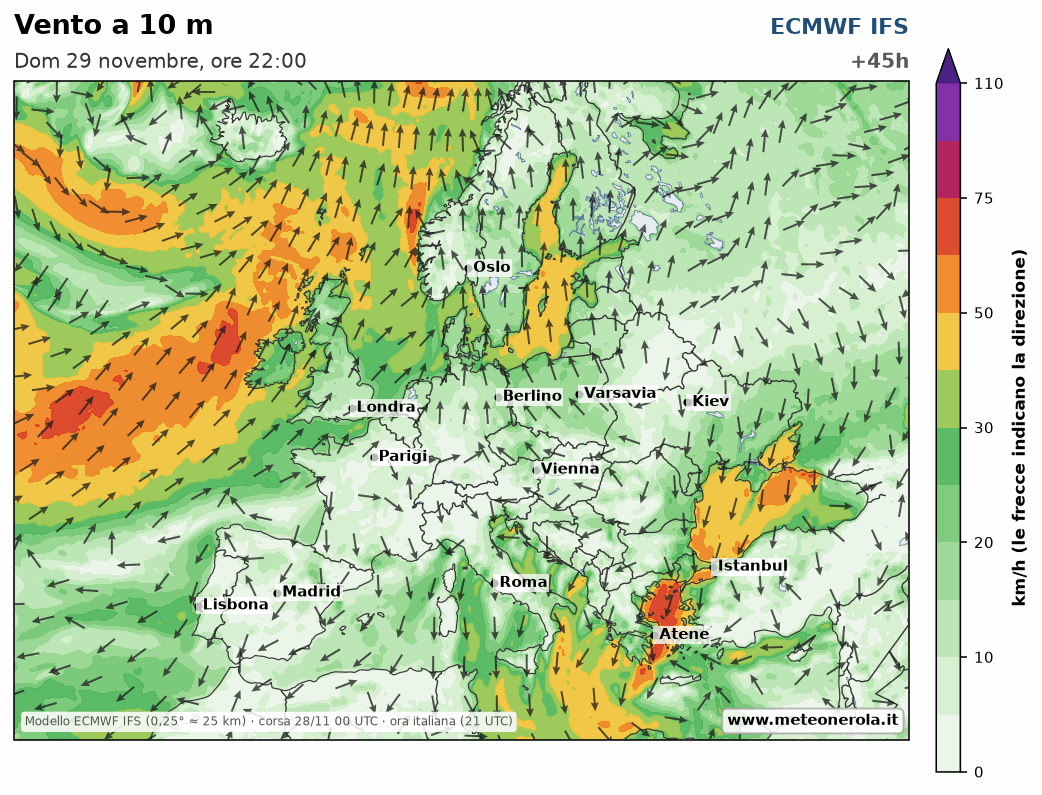 Vento a 10 m
ECMWF IFS
Dom 29 novembre, ore 22:00
+45h
110
75
50
30
20
10
0
km/h (le frecce indicano la direzione)
Oslo
Berlino
Varsavia
Kiev
Londra
Parigi
Vienna
Istanbul
Roma
Madrid
Lisbona
Atene
Modello ECMWF IFS (0,25° ≈ 25 km) · corsa 28/11 00 UTC · ora italiana (21 UTC)
www.meteonerola.it